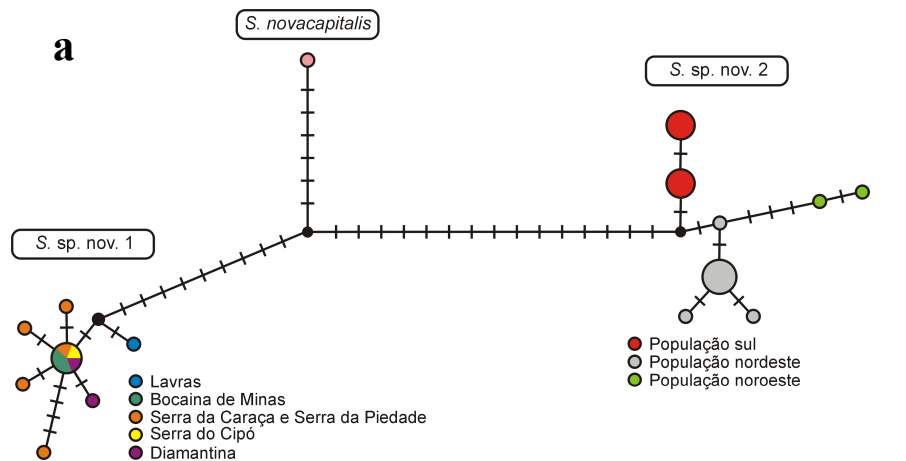 a
S. novacapitalis
S. sp. nov. 2
S. sp. nov. 1
População sul
População nordeste
População noroeste
Lavras
Bocaina de Minas
Serra da Caraça e Serra da Piedade
Serra do Cipó
Diamantina